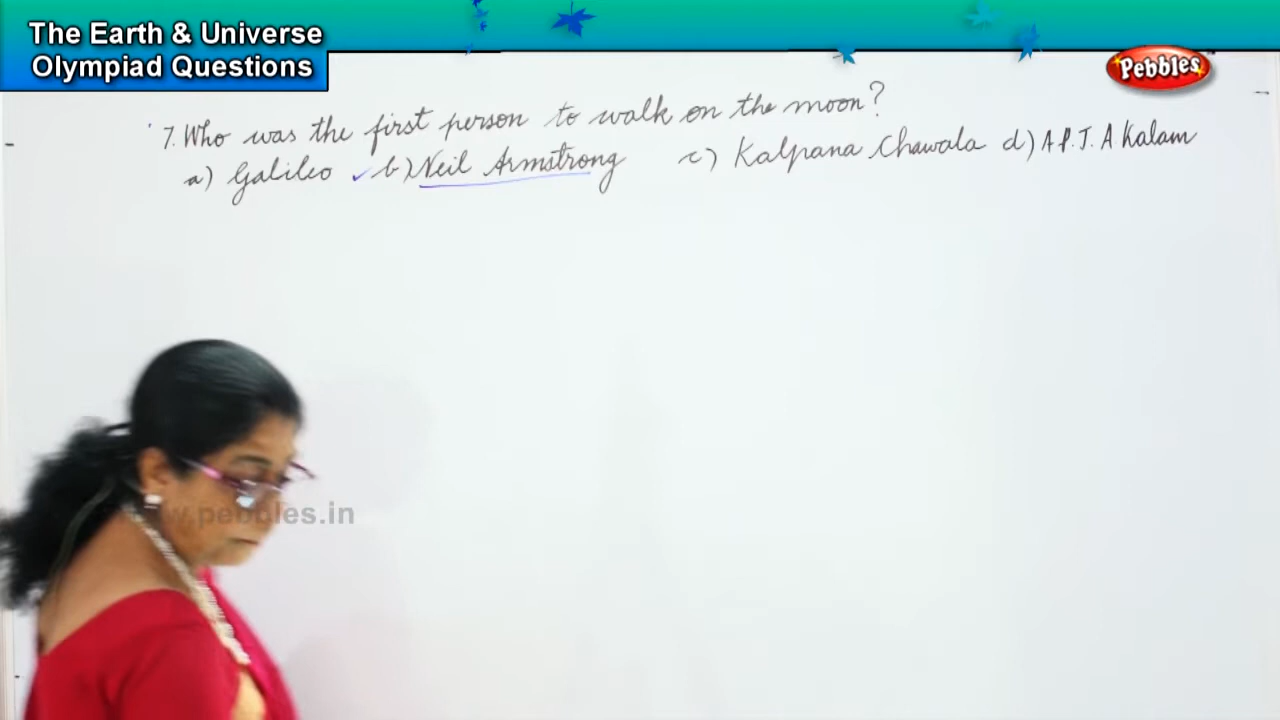 The Earth & Universe
Olympiad Questions
Pebbles
7. Who was the first person to walk on the moon?
a) Galileo b) Neil Armstrong c) Kalpana Chawala d) A P. J. A Kalam
www.pebbles.in